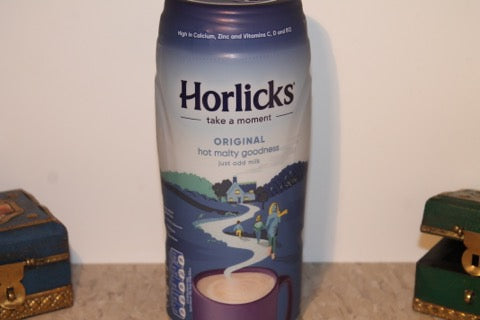 High in Calcium, Zinc and Vitamins C, D and B12
Horlicks
take a moment
ORIGINAL
hot malty goodness
just add milk